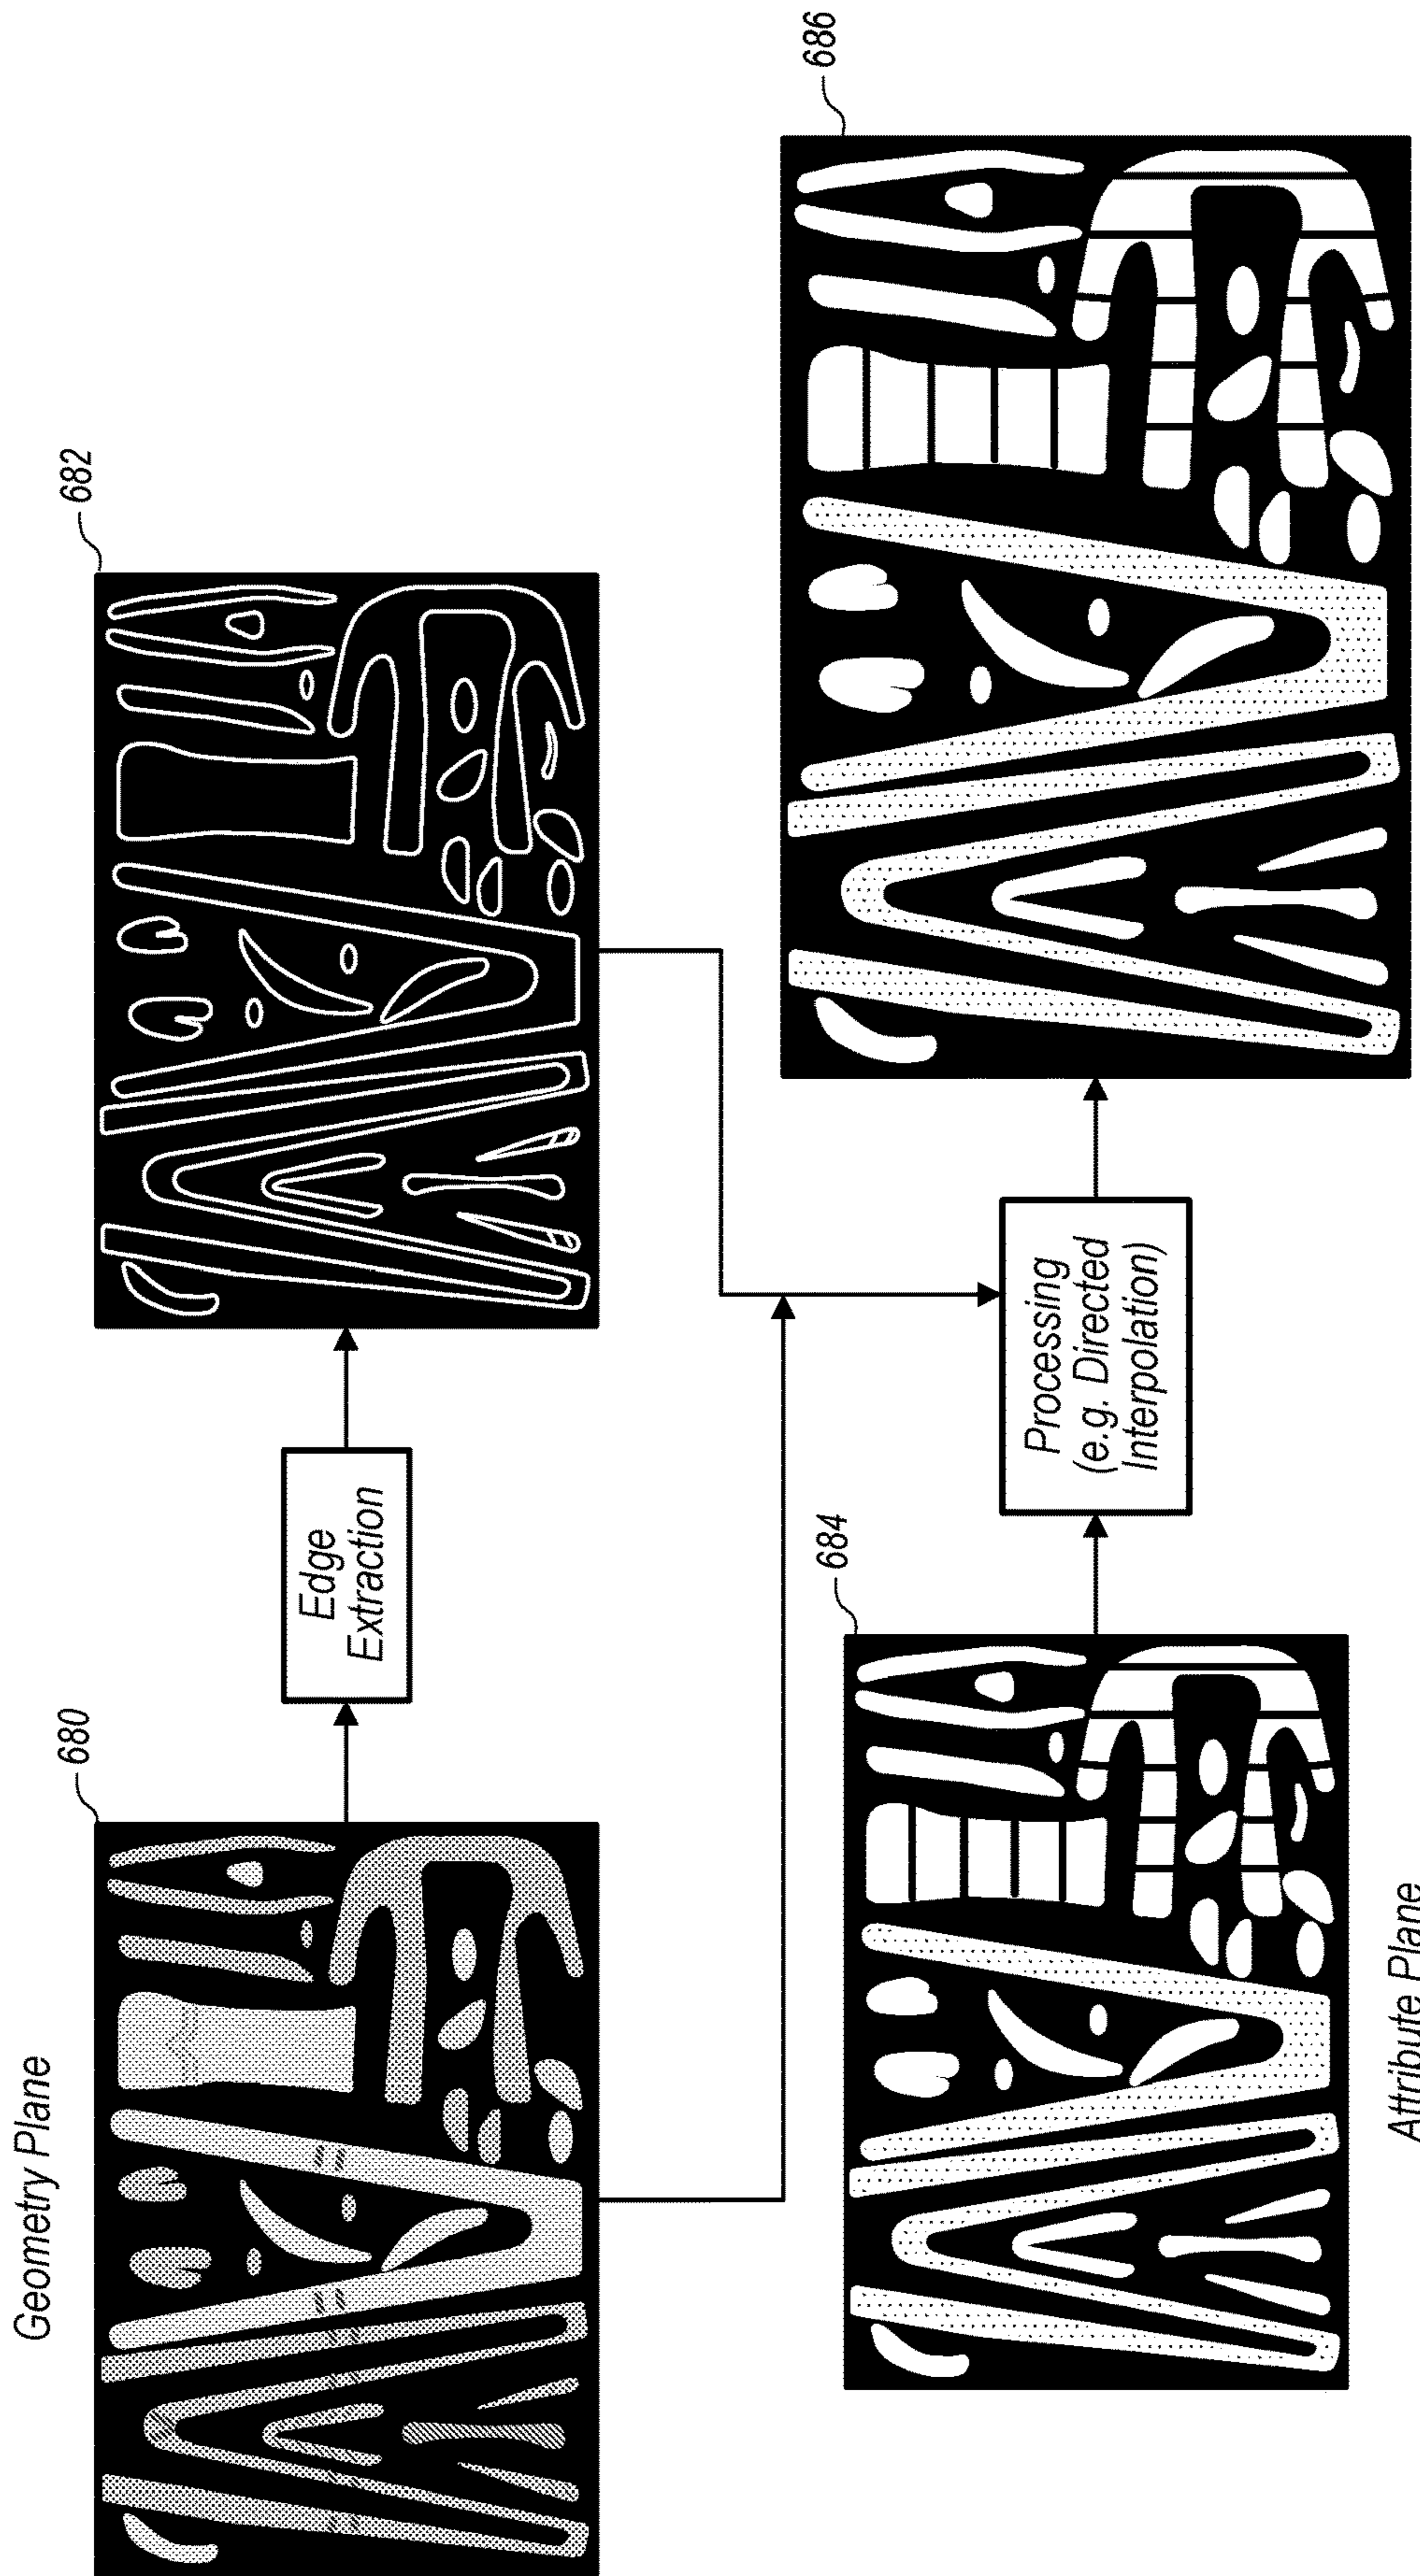 Geometry Plane
680
Edge
Extraction
682
684
Processing
(e.g. Directed
Interpolation)
686
Attribute Plane